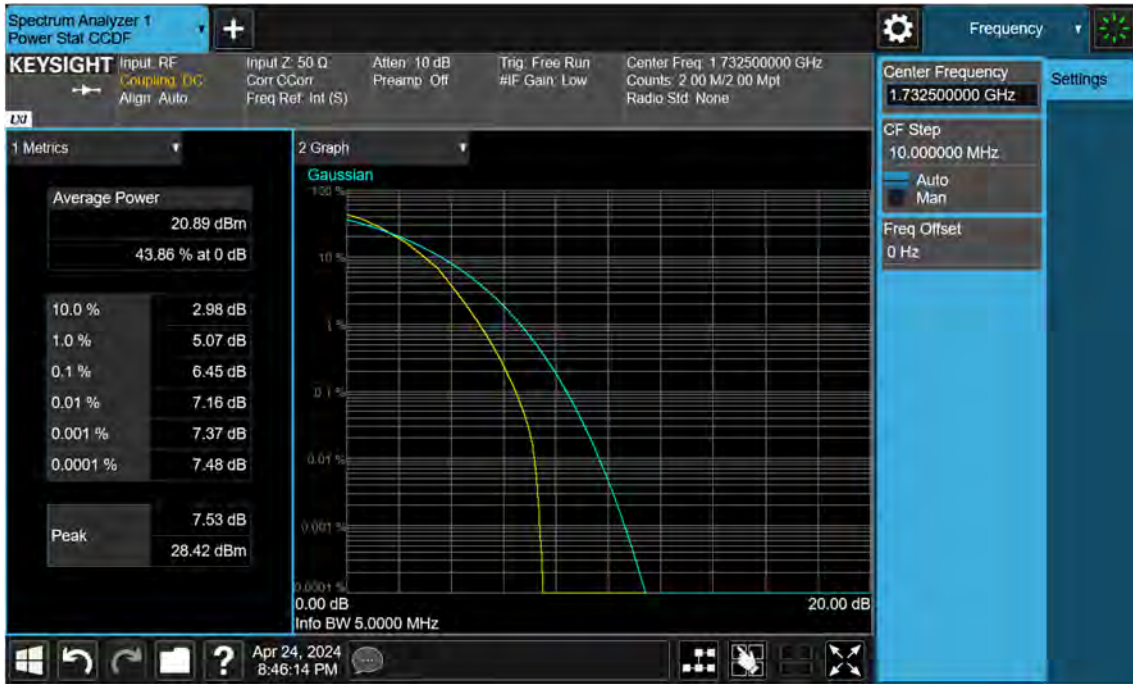 Spectrum Analyzer 1
Power Stat CCDF
+
Frequency
KEYSIGHT
Input: RF
Coupling: DC
Align: Auto
Input Z: 50 Ω
Corr CCorr
Freq Ref: Int (S)
Atten: 10 dB
Preamp: Off
Trig: Free Run
#IF Gain: Low
Center Freq: 1.732500000 GHz
Counts: 2.00 M/2.00 Mpt
Radio Std: None
LXI
Center Frequency
1.732500000 GHz
Settings
CF Step
10.000000 MHz
Auto
Man
Freq Offset
0 Hz
1 Metrics
Average Power
20.89 dBm
43.86 % at 0 dB
10.0 % 2.98 dB
1.0 % 5.07 dB
0.1 % 6.45 dB
0.01 % 7.16 dB
0.001 % 7.37 dB
0.0001 % 7.48 dB
Peak
7.53 dB
28.42 dBm
2 Graph
Gaussian
100 %
10 %
1 %
0.1 %
0.01 %
0.001 %
0.0001 %
0.00 dB
20.00 dB
Info BW 5.0000 MHz
?
Apr 24, 2024
8:46:14 PM